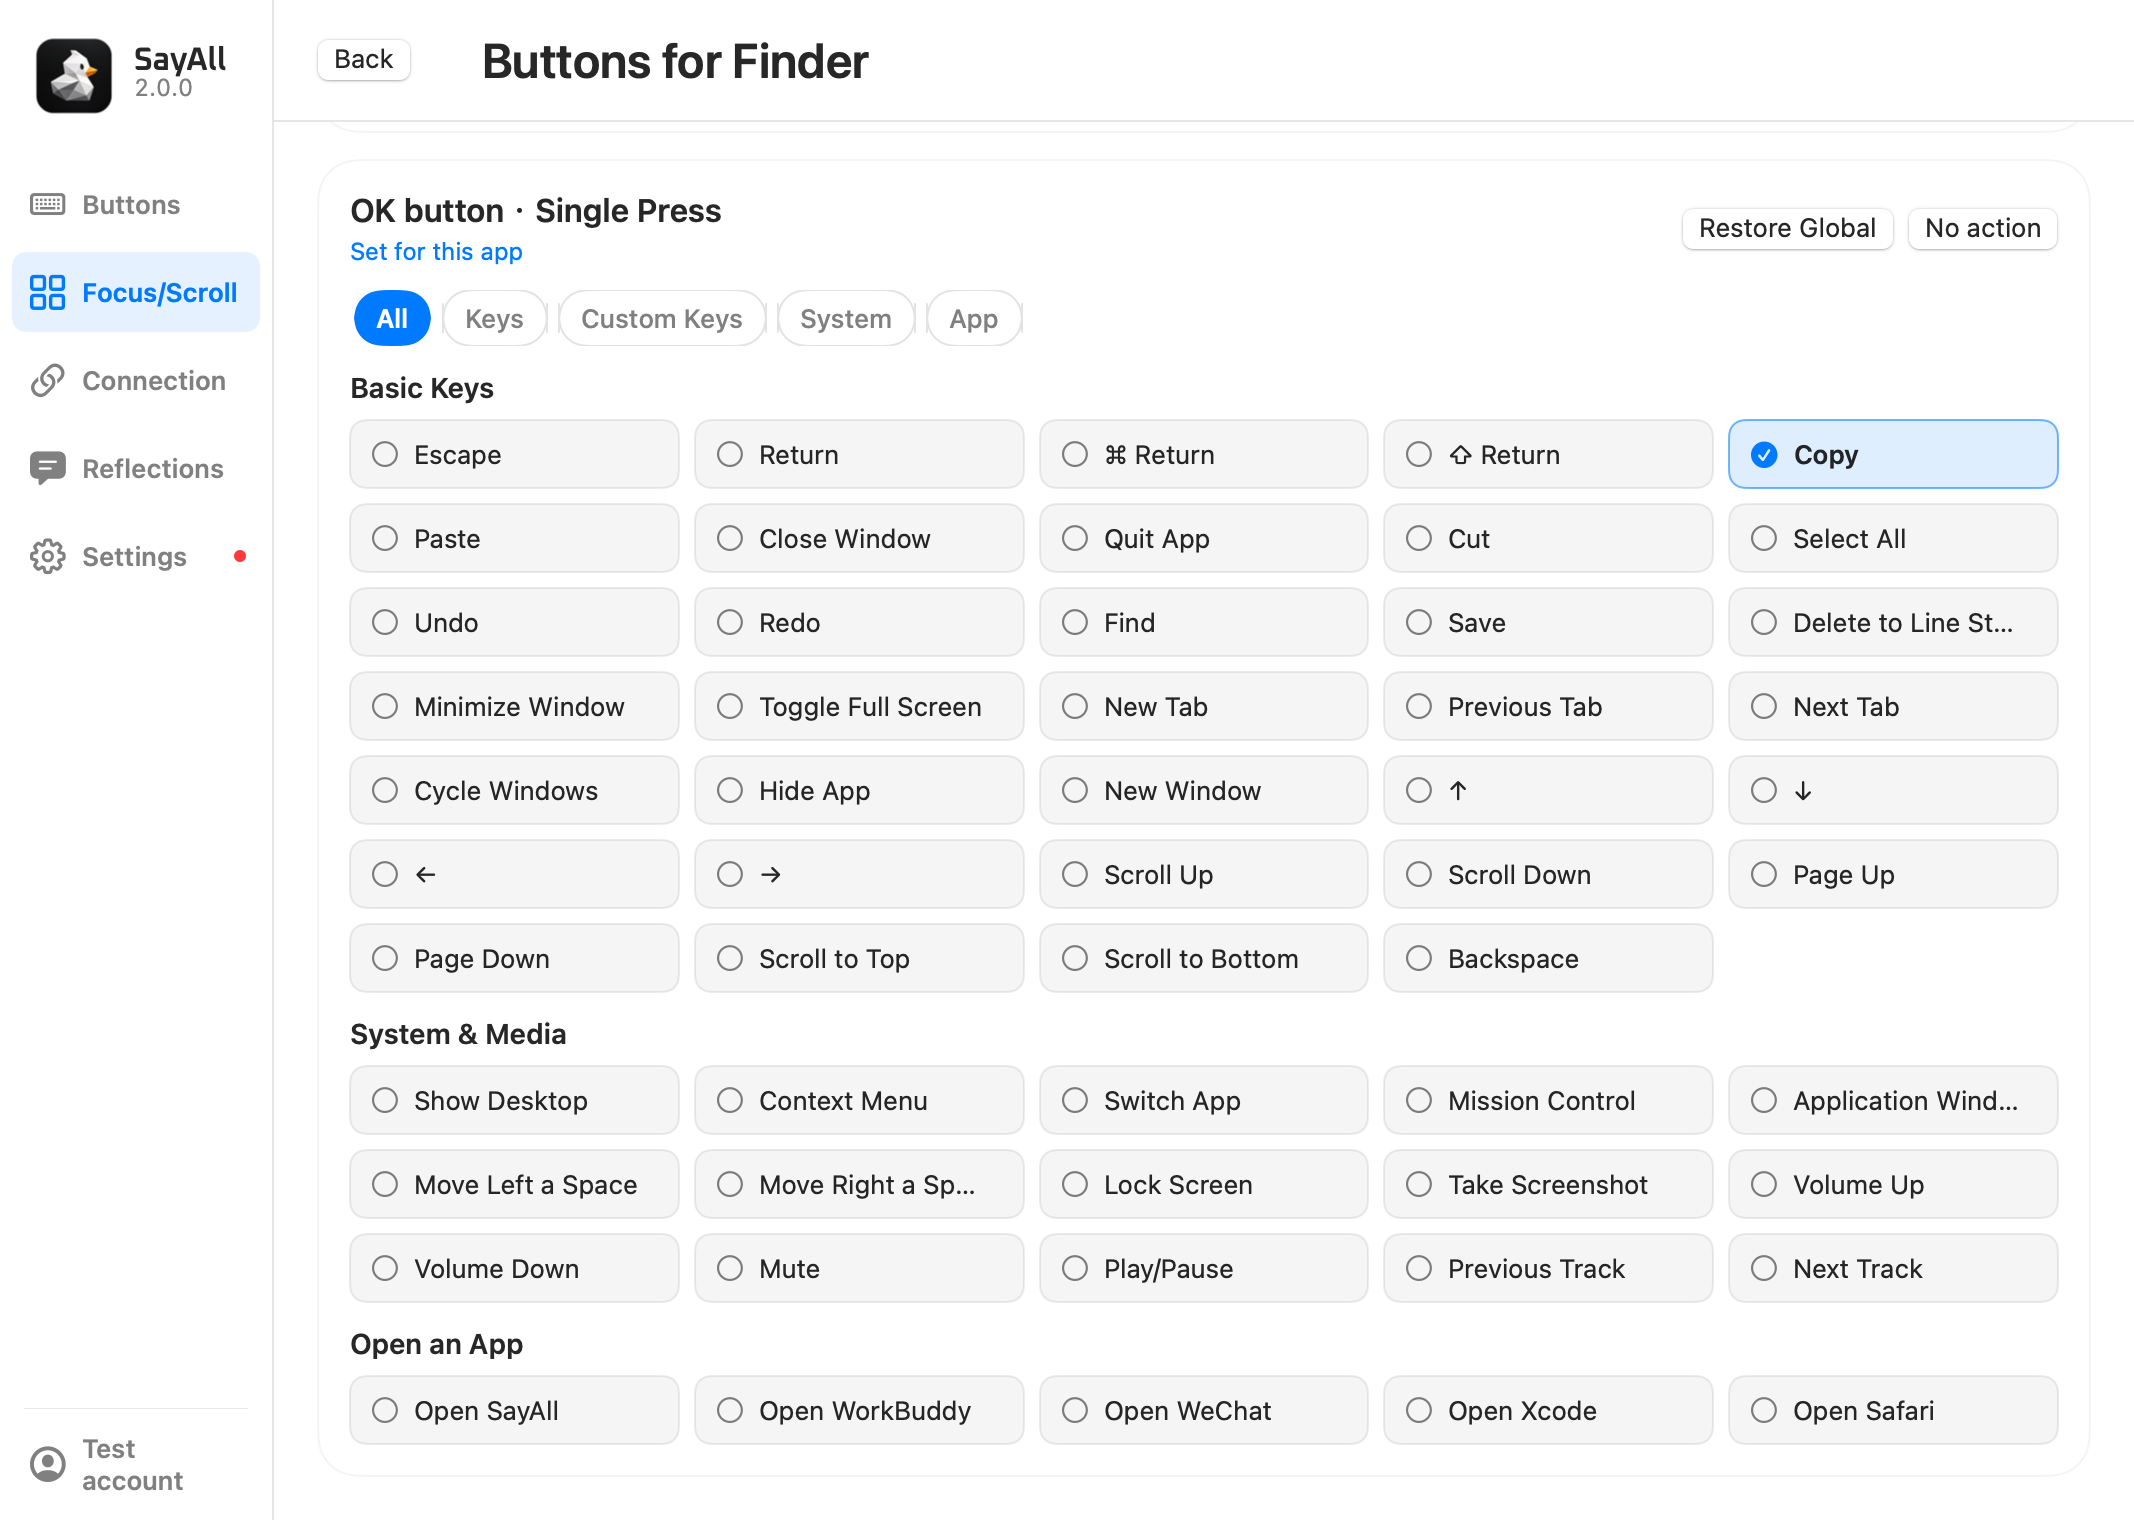 SayAll
2.0.0
Buttons
Focus/Scroll
Connection
Reflections
Settings
Test
account
Back
Buttons for Finder
OK button · Single Press
Set for this app
Restore Global
No action
All
Keys
Custom Keys
System
App
Basic Keys
Escape
Return
⌘ Return
⇧ Return
Copy
Paste
Close Window
Quit App
Cut
Select All
Undo
Redo
Find
Save
Delete to Line St...
Minimize Window
Toggle Full Screen
New Tab
Previous Tab
Next Tab
Cycle Windows
Hide App
New Window
↑
↓
←
→
Scroll Up
Scroll Down
Page Up
Page Down
Scroll to Top
Scroll to Bottom
Backspace
System & Media
Show Desktop
Context Menu
Switch App
Mission Control
Application Wind...
Move Left a Space
Move Right a Sp...
Lock Screen
Take Screenshot
Volume Up
Volume Down
Mute
Play/Pause
Previous Track
Next Track
Open an App
Open SayAll
Open WorkBuddy
Open WeChat
Open Xcode
Open Safari